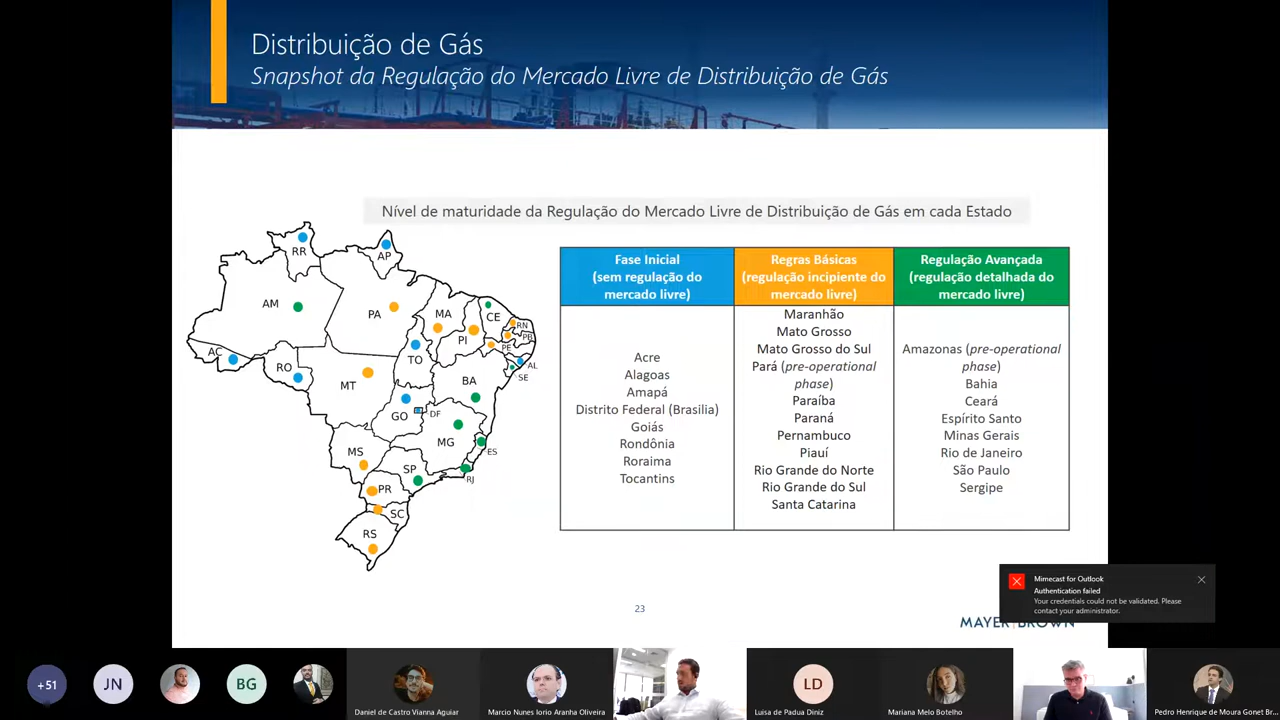 Distribuição de Gás
Snapshot da Regulação do Mercado Livre de Distribuição de Gás
Nível de maturidade da Regulação do Mercado Livre de Distribuição de Gás em cada Estado
RR
AP
AM
PA
MA
CE
RN
PB
PI
PE
AL
SE
AC
RO
TO
MT
BA
GO
DF
MG
ES
MS
SP
RJ
PR
SC
RS
Fase Inicial
(sem regulação do
mercado livre)
Acre
Alagoas
Amapá
Distrito Federal (Brasilia)
Goiás
Rondônia
Roraima
Tocantins
Regras Básicas
(regulação incipiente do
mercado livre)
Maranhão
Mato Grosso
Mato Grosso do Sul
Pará (pre-operational
phase)
Paraíba
Paraná
Pernambuco
Piauí
Rio Grande do Norte
Rio Grande do Sul
Santa Catarina
Regulação Avançada
(regulação detalhada do
mercado livre)
Amazonas (pre-operational
phase)
Bahia
Ceará
Espírito Santo
Minas Gerais
Rio de Janeiro
São Paulo
Sergipe
Mimecast for Outlook
Authentication failed
Your credentials could not be validated. Please
contact your administrator.
23
MAYER BROWN
+51
JN
BG
Daniel de Castro Vianna Aguiar
Marcio Nunes Iorio Aranha Oliveira
LD
Luisa de Padua Diniz
Mariana Melo Botelho
Pedro Henrique de Moura Gonet Br...